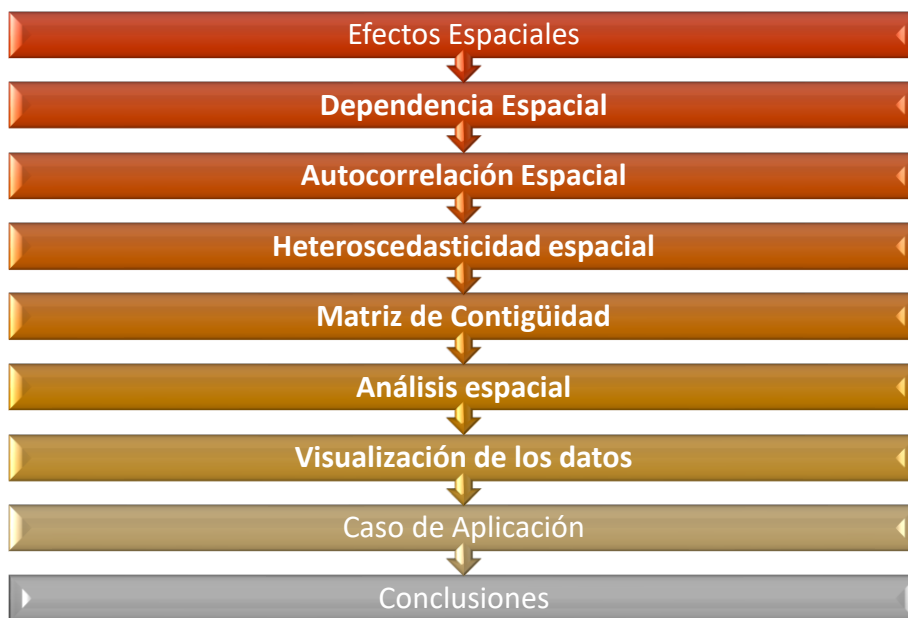 Efectos Espaciales
Dependencia Espacial
Autocorrelación Espacial
Heteroscedasticidad espacial
Matriz de Contigüidad
Análisis espacial
Visualización de los datos
Caso de Aplicación
Conclusiones